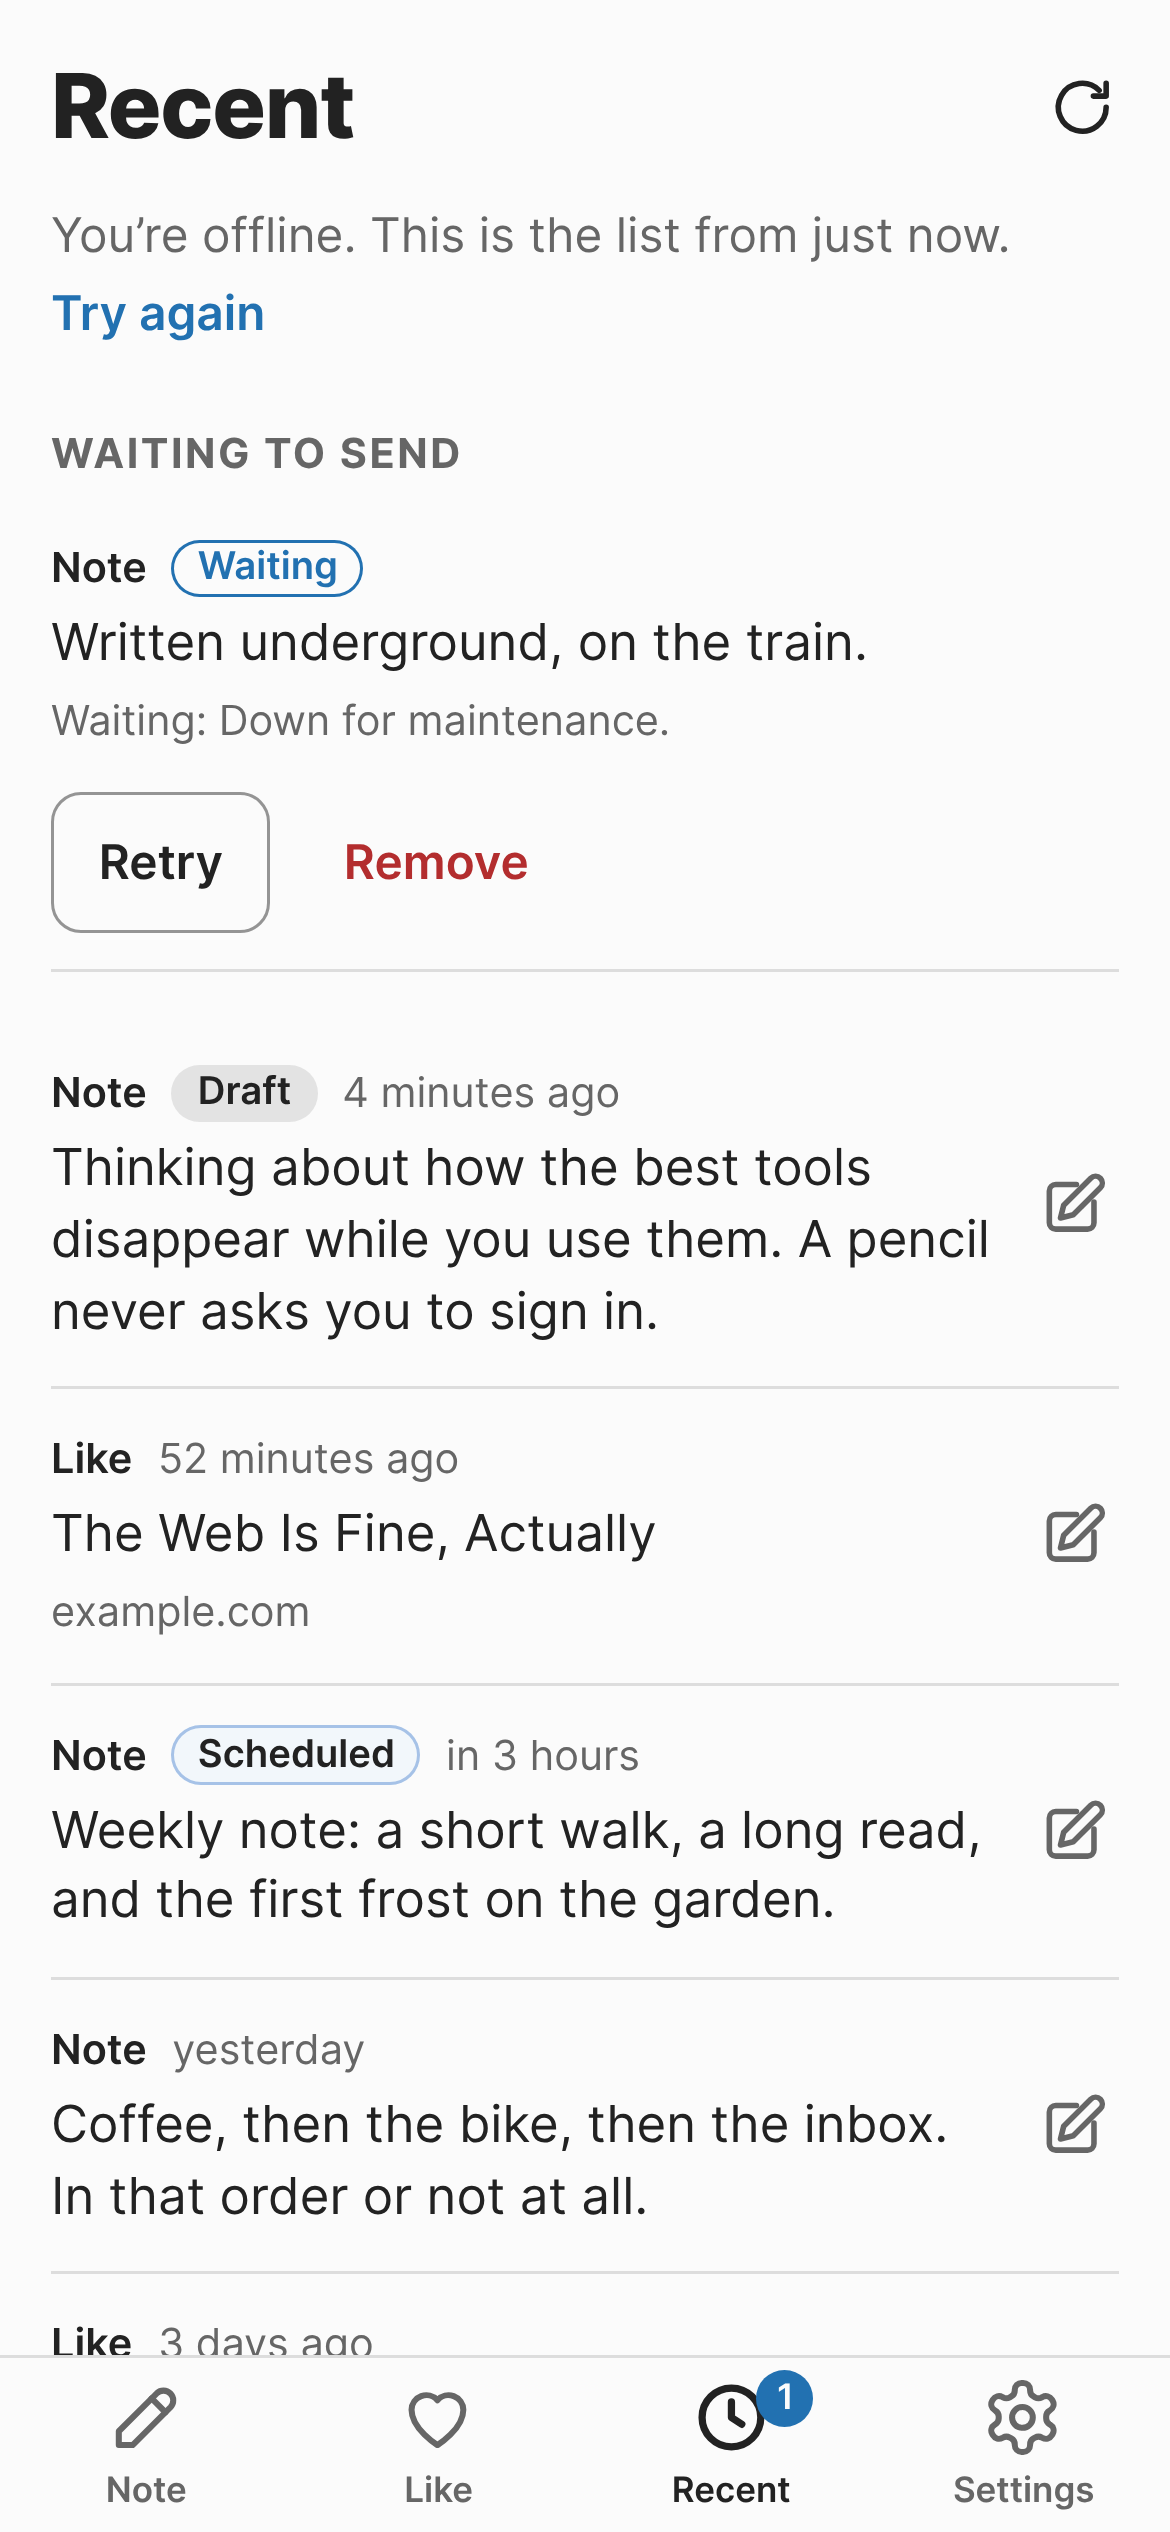 Recent
You’re offline. This is the list from just now.
Try again
WAITING TO SEND
Note Waiting
Written underground, on the train.
Waiting: Down for maintenance.
Retry Remove
Note Draft 4 minutes ago
Thinking about how the best tools
disappear while you use them. A pencil
never asks you to sign in.
Like 52 minutes ago
The Web Is Fine, Actually
example.com
Note Scheduled in 3 hours
Weekly note: a short walk, a long read,
and the first frost on the garden.
Note yesterday
Coffee, then the bike, then the inbox.
In that order or not at all.
Like 3 days ago
1
Note Like Recent Settings